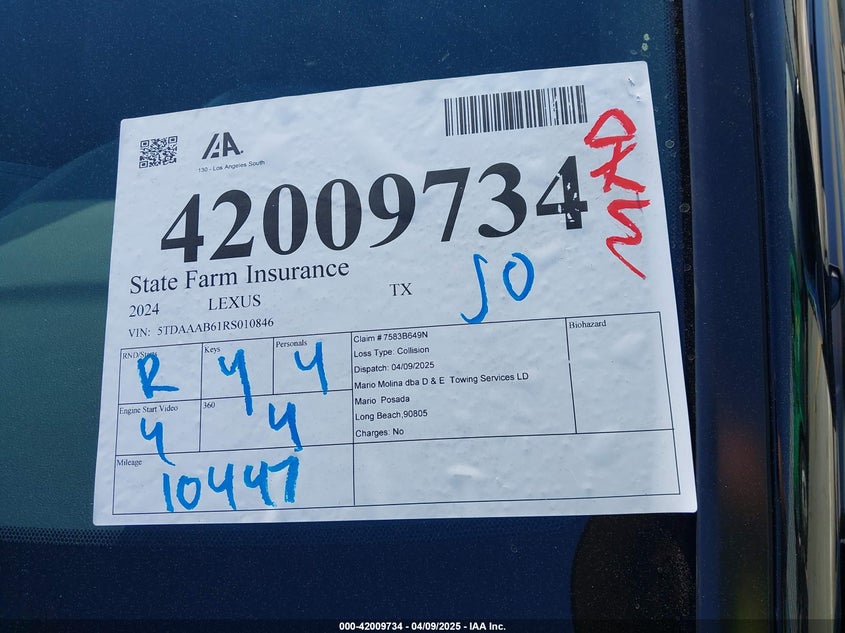 IAA.
130 - Los Angeles South
42009734
State Farm Insurance
2024 LEXUS TX
JO
VIN: 5TDAAAB61RS010846
RND/Stars Keys Personals
R Y Y
Engine Start Video 360
Y Y
Mileage
10447
Claim # 7583B649N
Loss Type: Collision
Dispatch: 04/09/2025
Mario Molina dba D & E Towing Services LD
Mario Posada
Long Beach,90805
Charges: No
Biohazard
000-42009734 - 04/09/2025 - IAA Inc.